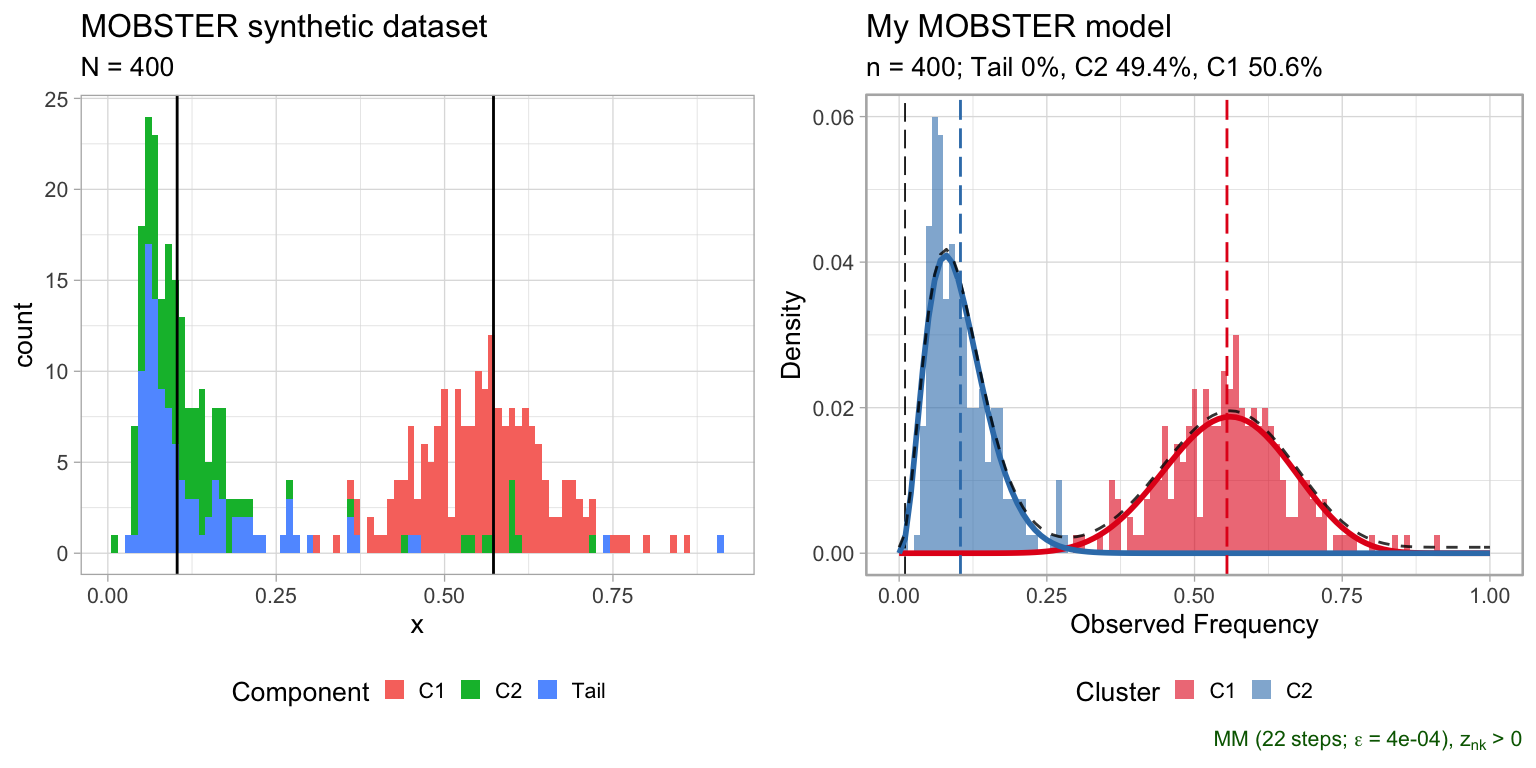 MOBSTER synthetic dataset
N = 400
25
20
15
10
5
0
count
0.00 0.25 0.50 0.75
x
Component C1 C2 Tail
My MOBSTER model
n = 400; Tail 0%, C2 49.4%, C1 50.6%
0.06
0.04
0.02
0.00
Density
0.00 0.25 0.50 0.75 1.00
Observed Frequency
Cluster C1 C2
MM (22 steps; ε = 4e-04), znk > 0